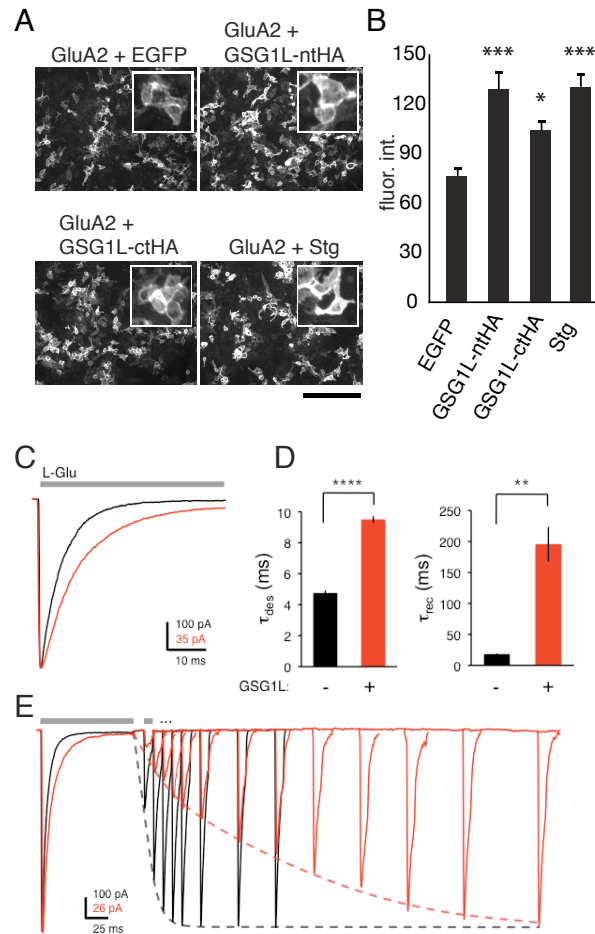 A
GluA2 + EGFP
GluA2 +
GSG1L-ntHA
GluA2 +
GSG1L-ctHA
GluA2 + Stg
B
fluor. int.
150
120
90
60
30
0
***
*
***
EGFP
GSG1L-ntHA
GSG1L-ctHA
Stg
C
L-Glu
100 pA
35 pA
10 ms
D
****
τdes (ms)
10
8
6
4
2
0
GSG1L: - +
**
τrec (ms)
250
200
150
100
50
0
- +
E
...
100 pA
26 pA
25 ms